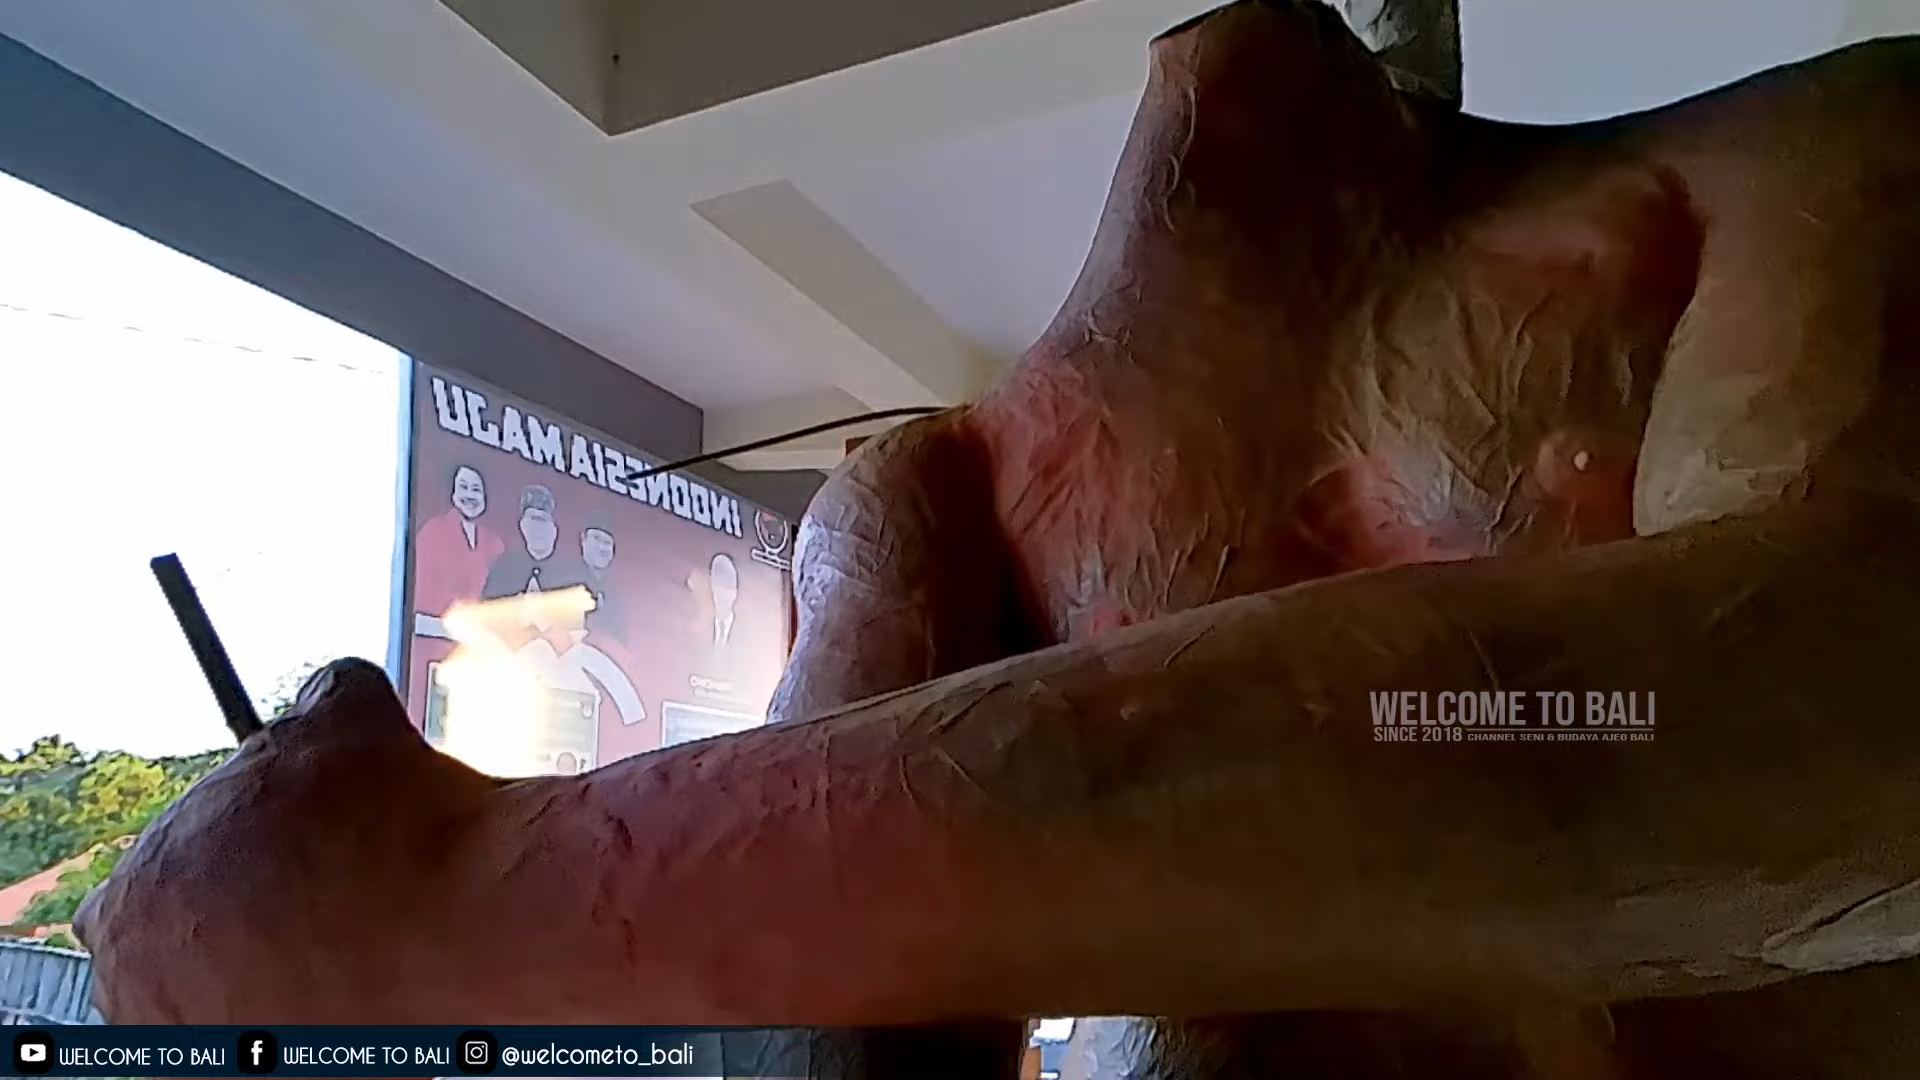 INDONESIA MAJU
WELCOME TO BALI
SINCE 2018 CHANNEL SENI & BUDAYA AJEG BALI
WELCOME TO BALI WELCOME TO BALI @welcometo_bali